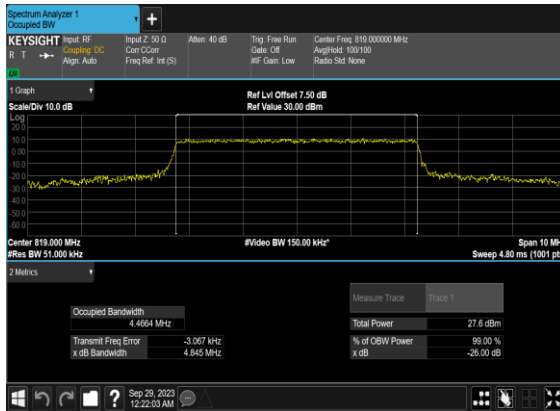 Spectrum Analyzer 1
Occupied BW
KEYSIGHT
R T
LXI
Input: RF
Coupling: DC
Align: Auto
Input Z: 50 Ω
Corr CCorr
Freq Ref: Int (S)
Atten: 40 dB
Trig: Free Run
Gate: Off
#IF Gain: Low
Center Freq: 819.000000 MHz
Avg|Hold: 100/100
Radio Std: None
1 Graph
Scale/Div 10.0 dB
Ref Lvl Offset 7.50 dB
Ref Value 30.00 dBm
Log
20.0
10.0
0.00
-10.0
-20.0
-30.0
-40.0
-50.0
-60.0
Center 819.000 MHz
#Res BW 51.000 kHz
#Video BW 150.00 kHz*
Span 10 MH
Sweep 4.80 ms (1001 pt
2 Metrics
Occupied Bandwidth
4.4664 MHz
Transmit Freq Error -3.067 kHz
x dB Bandwidth 4.845 MHz
Measure Trace Trace 1
Total Power 27.6 dBm
% of OBW Power 99.00 %
x dB -26.00 dB
?
Sep 29, 2023
12:22:03 AM